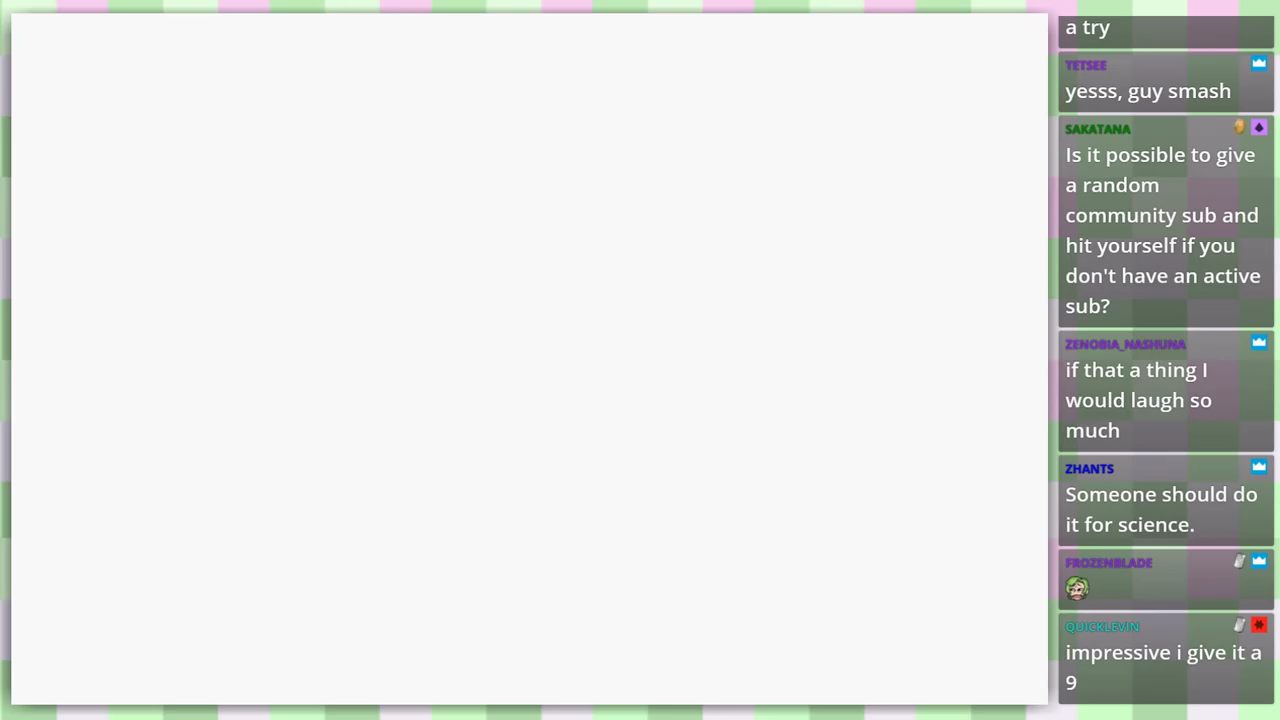 a try
TETSEE
yesss, guy smash
SAKATANA
Is it possible to give
a random
community sub and
hit yourself if you
don't have an active
sub?
ZENOBIA_NASHUNA
if that a thing I
would laugh so
much
ZHANTS
Someone should do
it for science.
FROZENBLADE
QUICKLEVIN
impressive i give it a
9